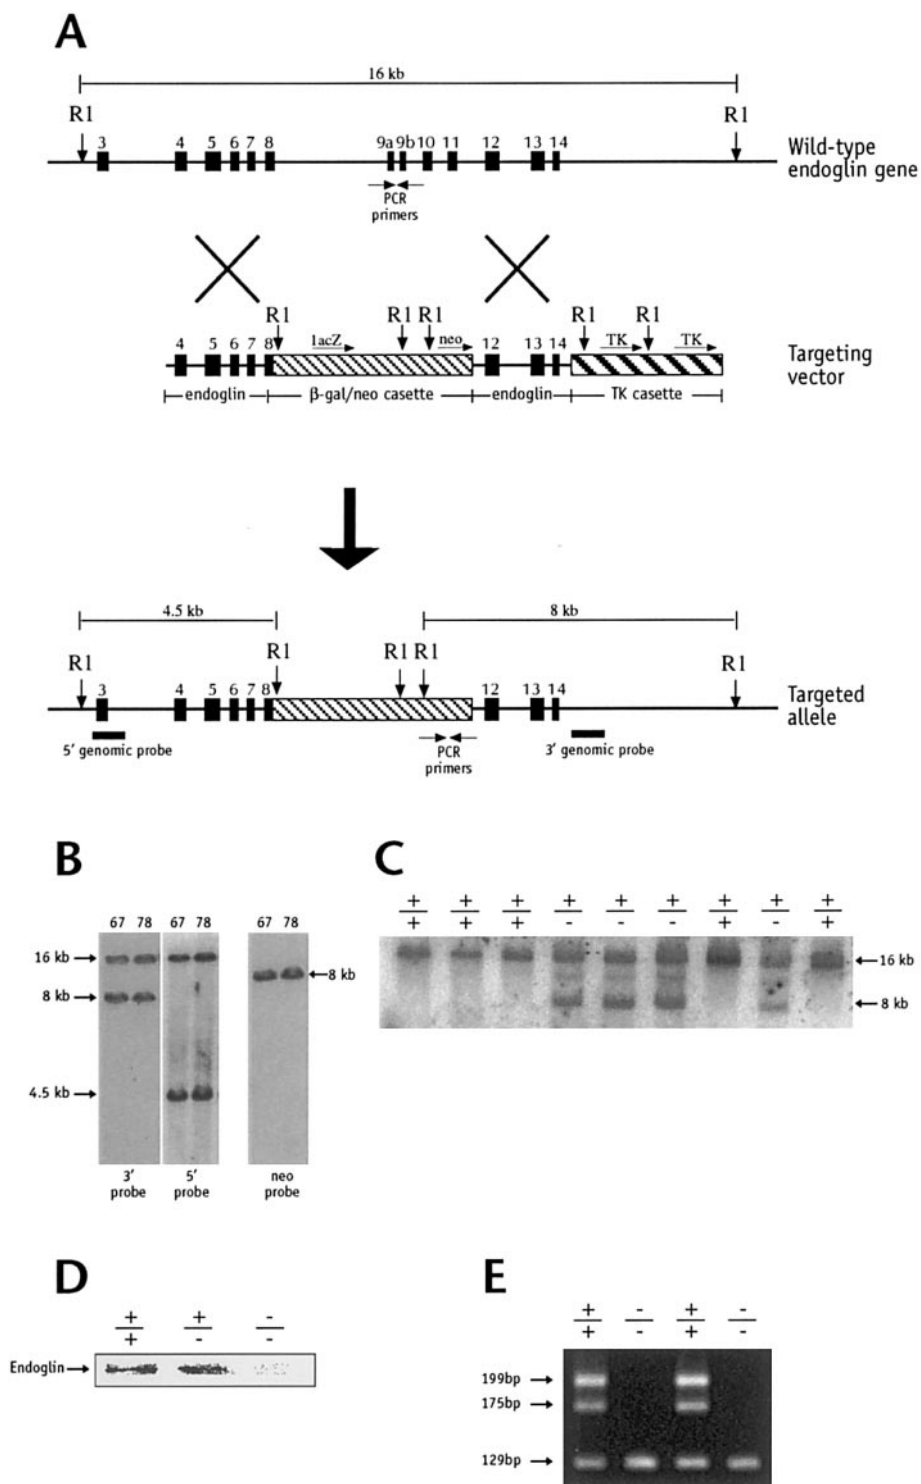 A
16 kb
R1 R1
3 4 5 6 7 8 9a 9b 10 11 12 13 14
Wild-type
endoglin gene
PCR
primers
R1 R1 R1 R1 R1
4 5 6 7 8 lacZ neo 12 13 14 TK TK
Targeting
vector
endoglin β-gal/neo casette endoglin TK casette
4.5 kb 8 kb
R1 R1 R1 R1 R1
3 4 5 6 7 8 12 13 14
Targeted
allele
5' genomic probe
PCR
primers
3' genomic probe
B
67 78 67 78 67 78
16 kb
8 kb
4.5 kb
8 kb
3'
probe
5'
probe
neo
probe
C
+ + + + + + + + +
+ + + - - - + - +
16 kb
8 kb
D
+ + -
+ - -
Endoglin
E
+ - + -
+ - + -
199bp
175bp
129bp